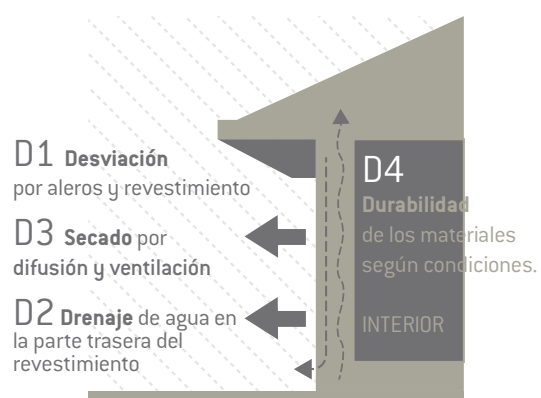 D1 Desviación
por aleros y revestimiento
D3 Secado por
difusión y ventilación
D2 Drenaje de agua en
la parte trasera del
revestimiento
D4
Durabilidad
de los materiales
según condiciones.
INTERIOR